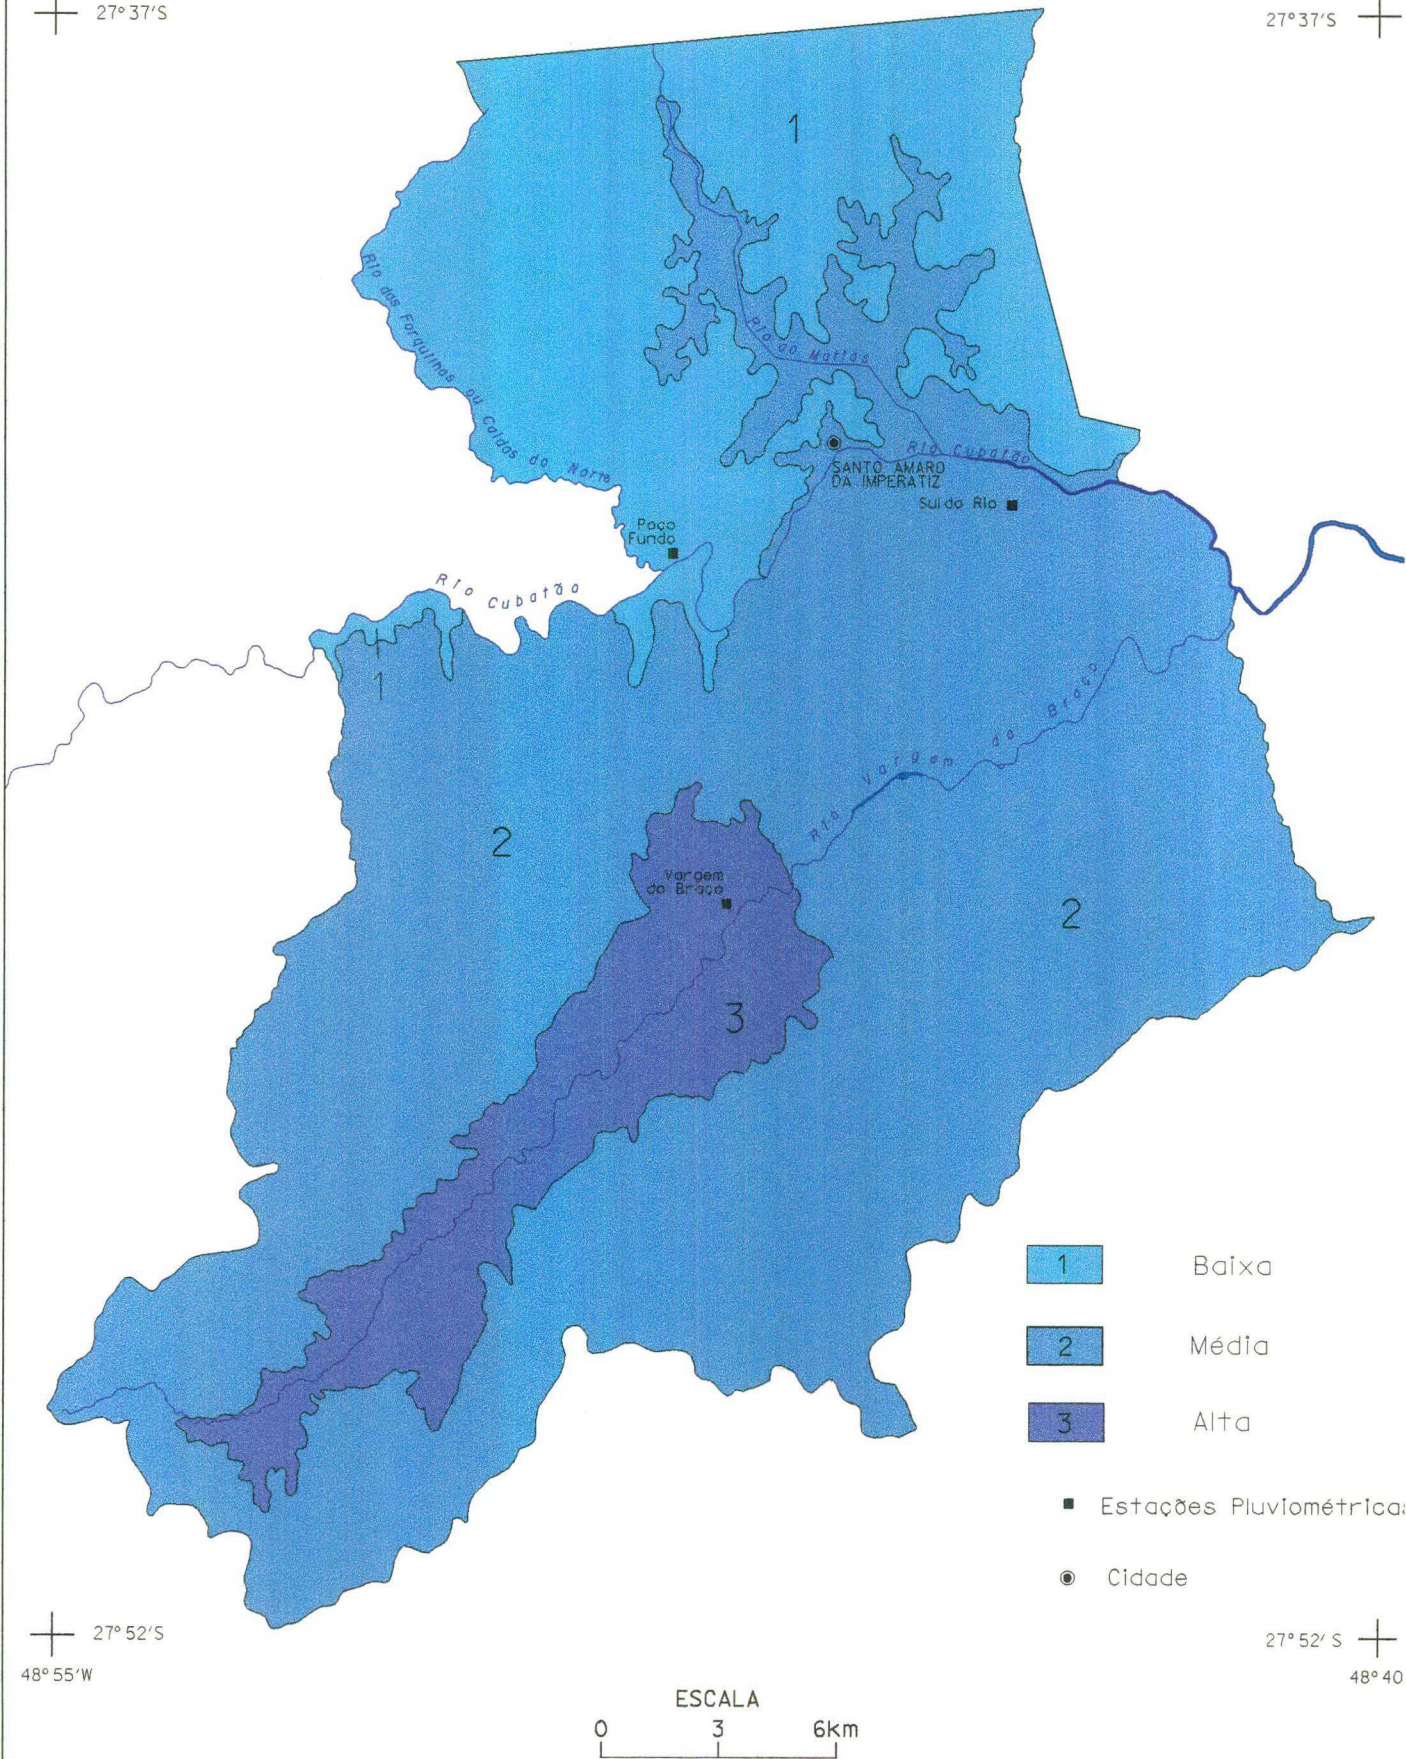 27°37'S
27°37'S
1
Rio das Forquilhas ou Caldas do Norte
Rio do Mattas
Rio Cubatão
SANTO AMARO
DA IMPERATIZ
Sul do Rio
Poço
Fundo
Rio Cubatão
1
Rio Vargem do Braço
2
Vargem
do Braço
2
3
1 Baixa
2 Média
3 Alta
Estações Pluviométricas
Cidade
27°52'S
27°52'S
48°55'W
48°40
ESCALA
0 3 6km